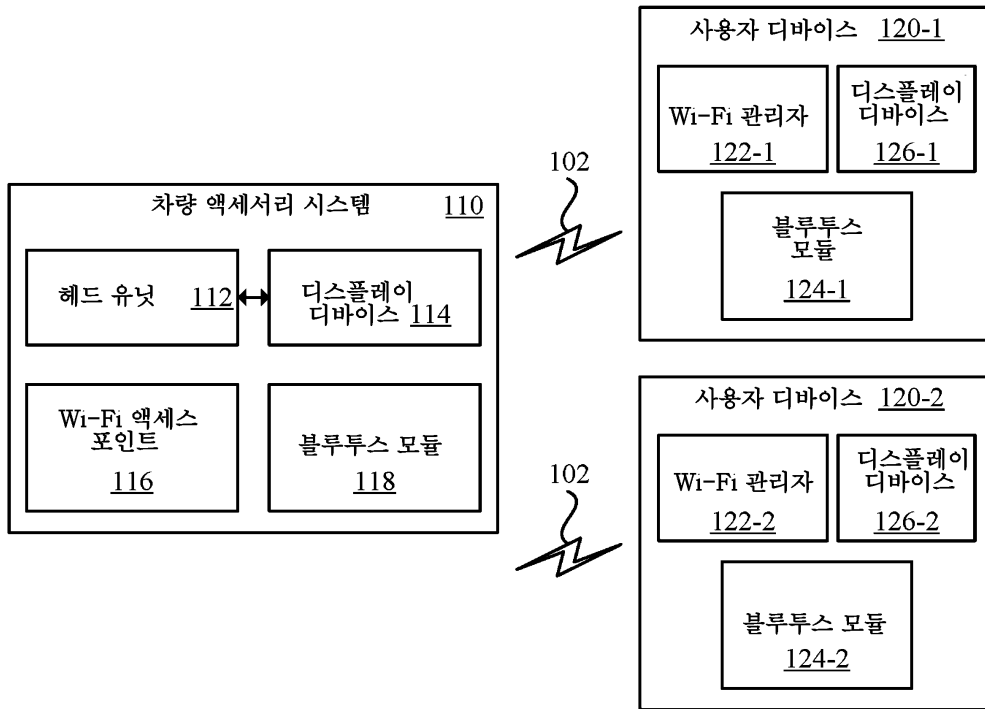 차량 액세서리 시스템 110
헤드 유닛 112
디스플레이
디바이스 114
Wi-Fi 액세스
포인트
116
블루투스 모듈
118
102
102
사용자 디바이스 120-1
Wi-Fi 관리자
122-1
디스플레이
디바이스
126-1
블루투스
모듈
124-1
사용자 디바이스 120-2
Wi-Fi 관리자
122-2
디스플레이
디바이스
126-2
블루투스 모듈
124-2